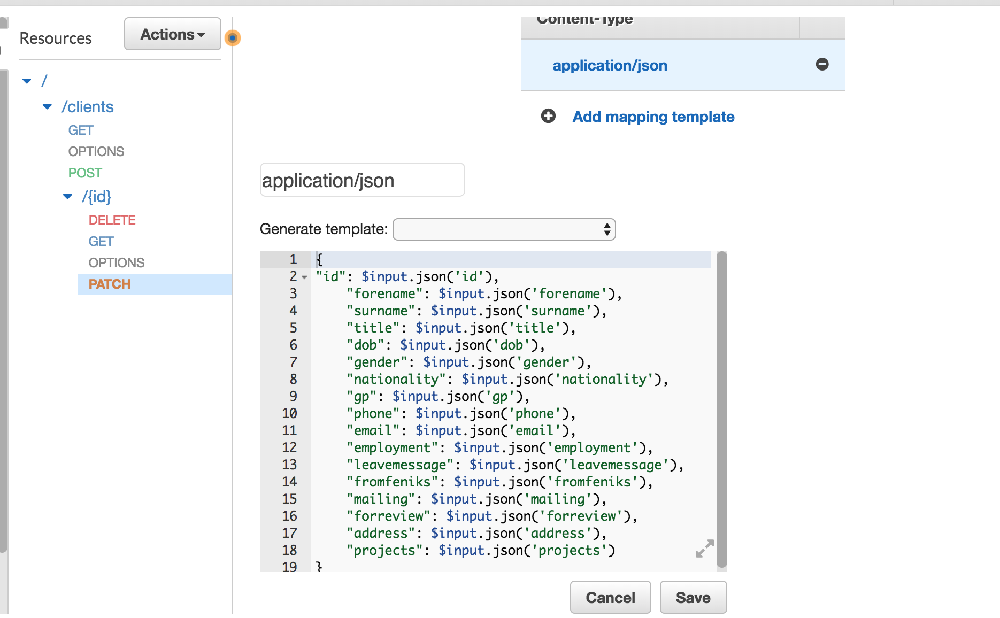 Resources
Actions
/
/clients
GET
OPTIONS
POST
/{id}
DELETE
GET
OPTIONS
PATCH
Content-Type
application/json
Add mapping template
application/json
Generate template:
1 {
2 "id": $input.json('id'),
3 "forename": $input.json('forename'),
4 "surname": $input.json('surname'),
5 "title": $input.json('title'),
6 "dob": $input.json('dob'),
7 "gender": $input.json('gender'),
8 "nationality": $input.json('nationality'),
9 "gp": $input.json('gp'),
10 "phone": $input.json('phone'),
11 "email": $input.json('email'),
12 "employment": $input.json('employment'),
13 "leavemessage": $input.json('leavemessage'),
14 "fromfeniks": $input.json('fromfeniks'),
15 "mailing": $input.json('mailing'),
16 "forreview": $input.json('forreview'),
17 "address": $input.json('address'),
18 "projects": $input.json('projects')
19 }
Cancel
Save